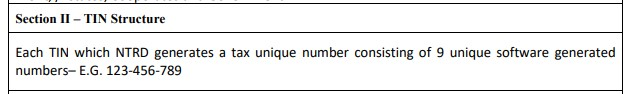 Section II – TIN Structure
Each TIN which NTRD generates a tax unique number consisting of 9 unique software generated
numbers– E.G. 123-456-789